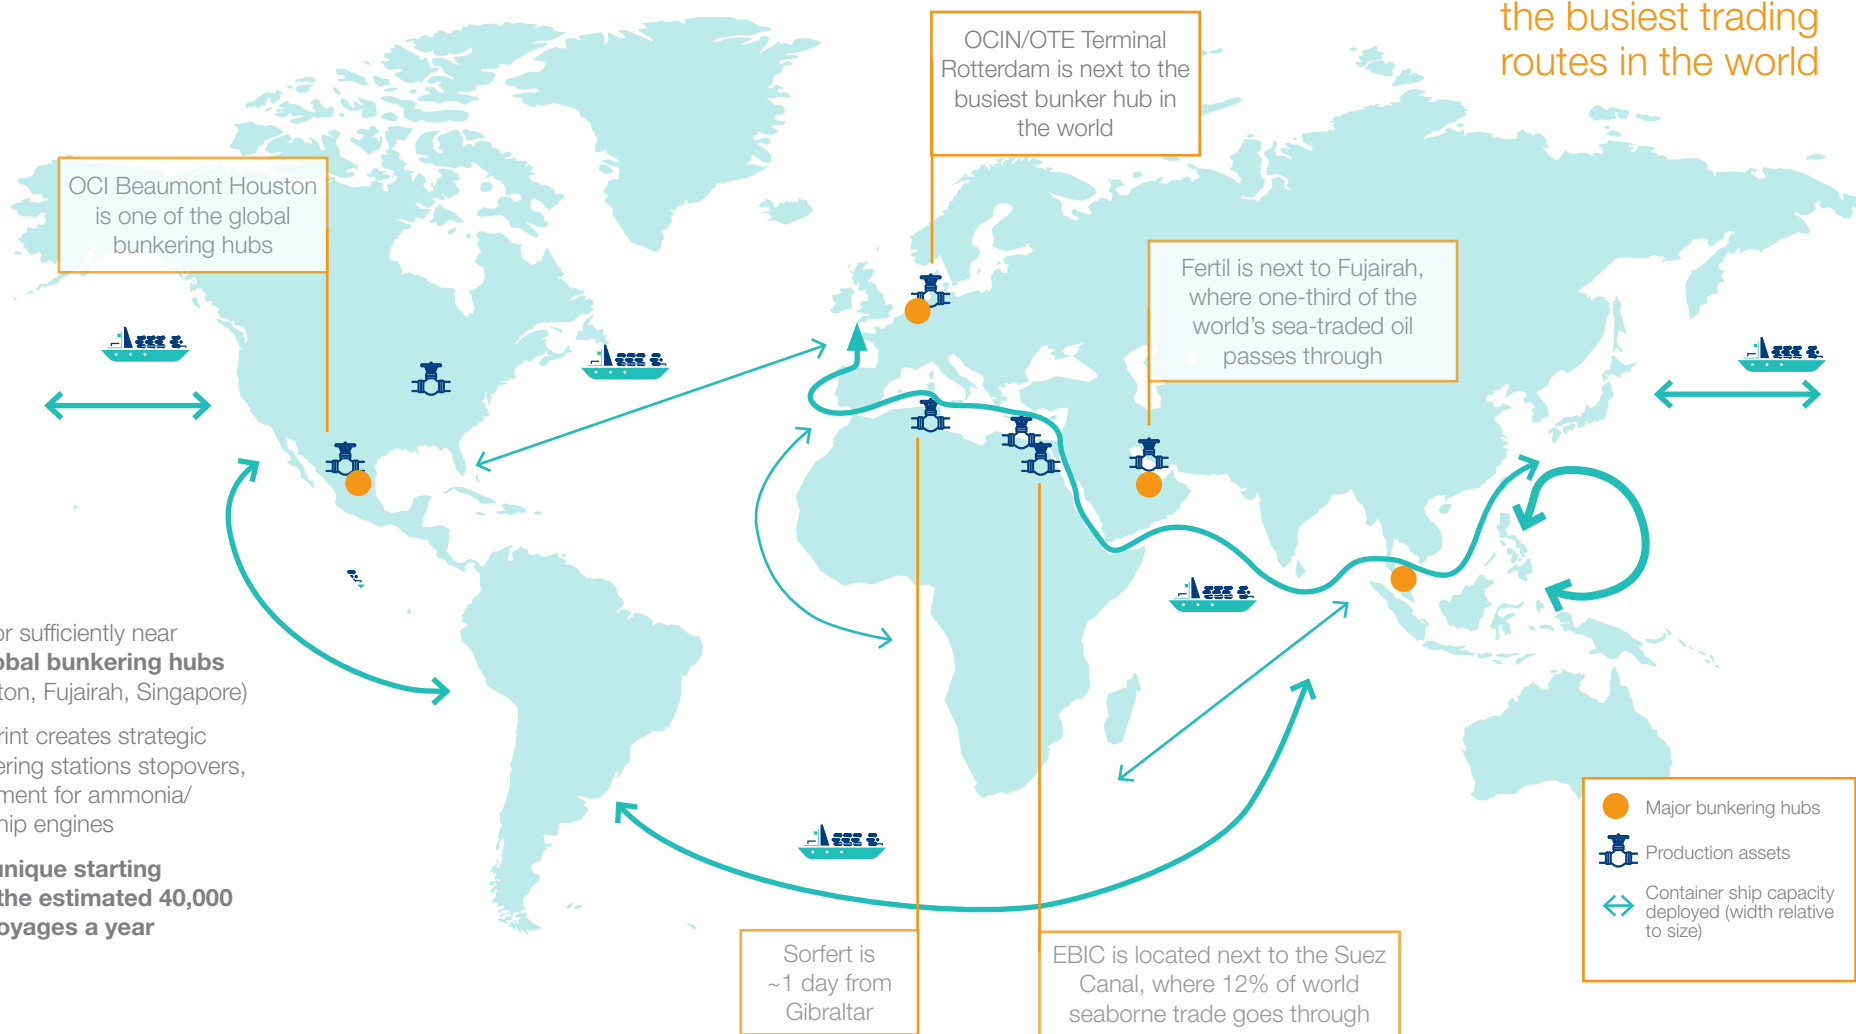 the busiest trading
routes in the world
OCIN/OTE Terminal
Rotterdam is next to the
busiest bunker hub in
the world
OCI Beaumont Houston
is one of the global
bunkering hubs
Fertil is next to Fujairah,
where one-third of the
world's sea-traded oil
passes through
or sufficiently near
obal bunkering hubs
ton, Fujairah, Singapore)
rint creates strategic
ering stations stopovers,
ment for ammonia/
hip engines
unique starting
the estimated 40,000
oyages a year
Sorfert is
~1 day from
Gibraltar
EBIC is located next to the Suez
Canal, where 12% of world
seaborne trade goes through
Major bunkering hubs
Production assets
Container ship capacity
deployed (width relative
to size)